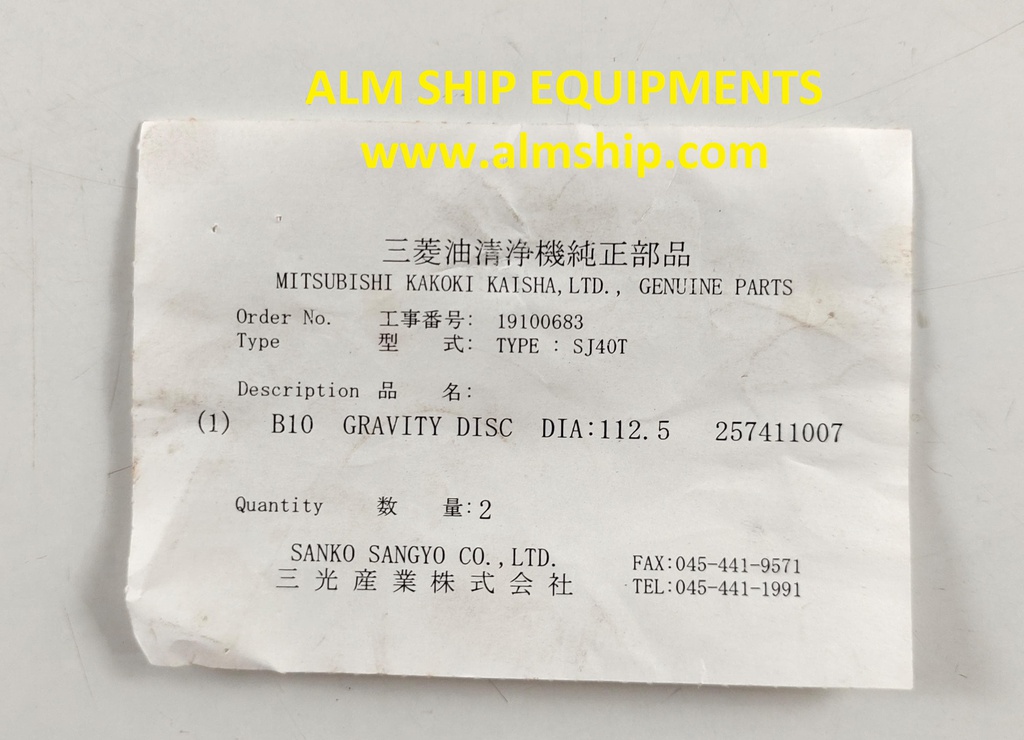 ALM SHIP EQUIPMENTS
www.almship.com
三菱油清浄機純正部品
MITSUBISHI KAKOKI KAISHA,LTD., GENUINE PARTS
Order No. 工事番号: 19100683
Type 型 式: TYPE : SJ40T
Description 品 名:
(1) B10 GRAVITY DISC DIA:112.5 257411007
Quantity 数 量: 2
SANKO SANGYO CO.,LTD. FAX:045-441-9571
三光産業株式会社 TEL:045-441-1991